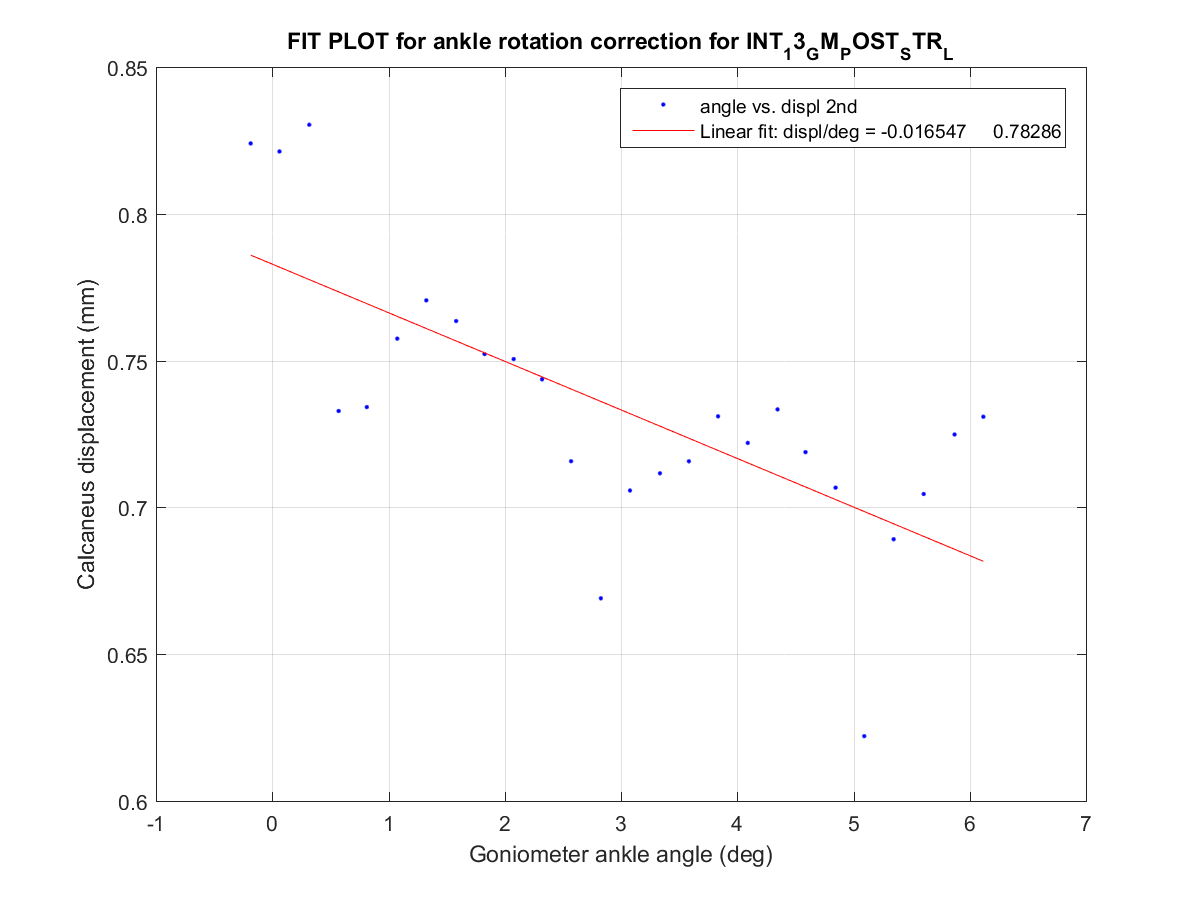 FIT PLOT for ankle rotation correction for INT₁3_GM_POST_STR_L
angle vs. displ 2nd
Linear fit: displ/deg = -0.016547 0.78286
0.85
0.8
0.75
0.7
0.65
0.6
Calcaneus displacement (mm)
-1 0 1 2 3 4 5 6 7
Goniometer ankle angle (deg)